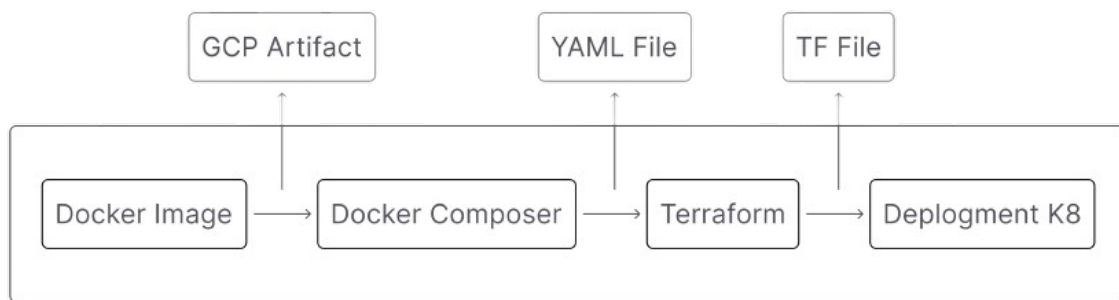 GCP Artifact
YAML File
TF File
Docker Image
Docker Composer
Terraform
Deplogment K8